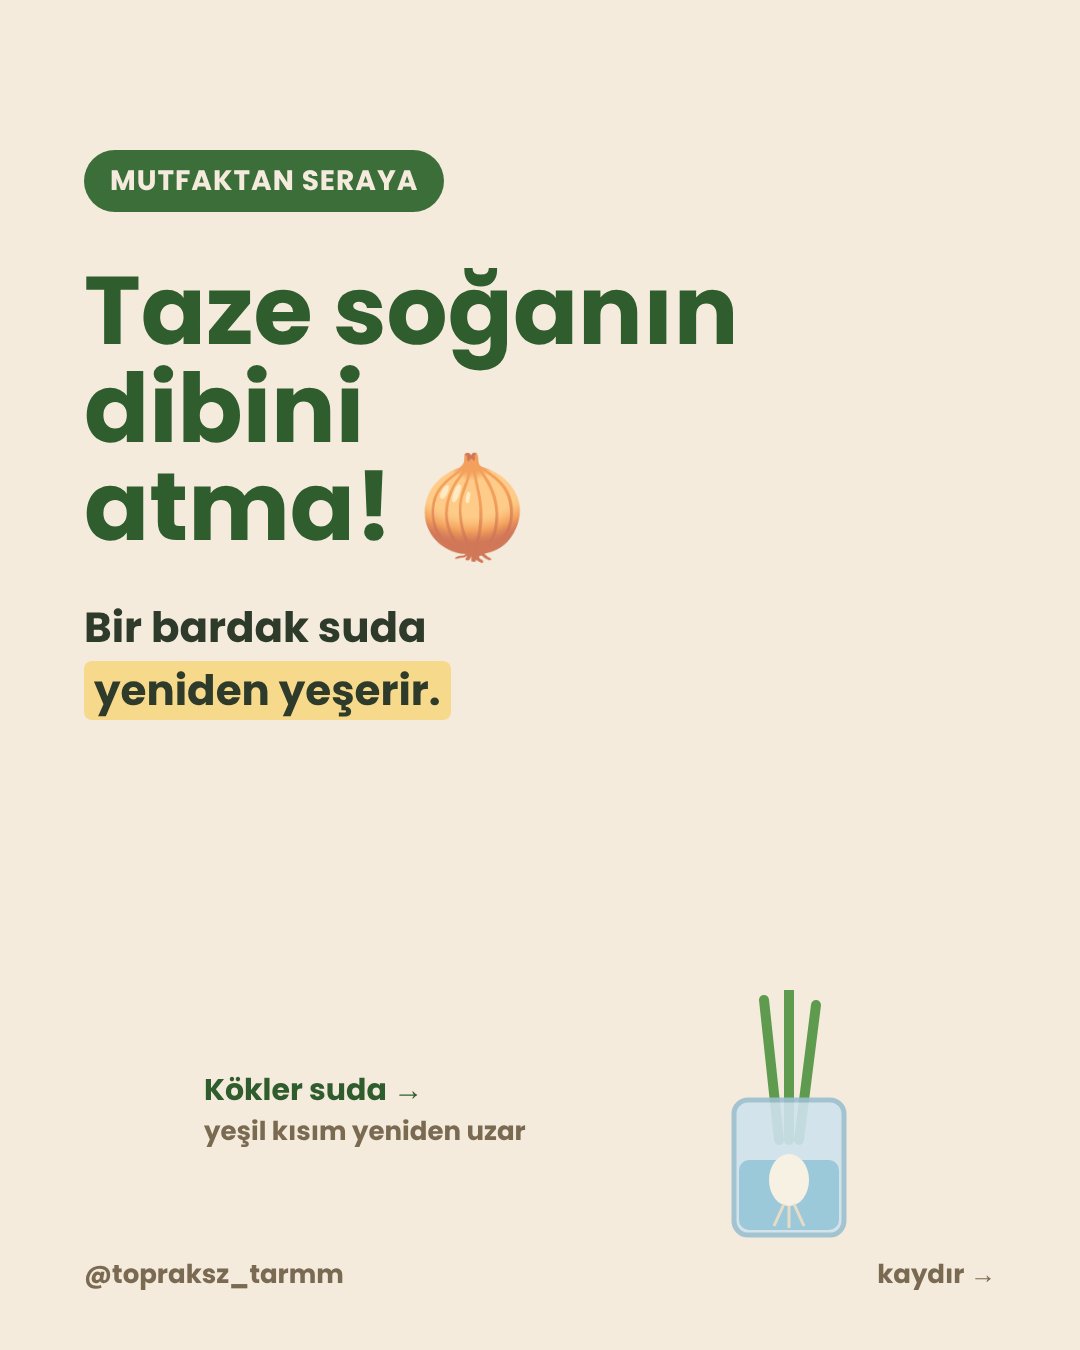 MUTFAKTAN SERAYA
Taze soğanın
dibini
atma! 🧅
Bir bardak suda
yeniden yeşerir.
Kökler suda →
yeşil kısım yeniden uzar
@topraksz_tarmm
kaydır →